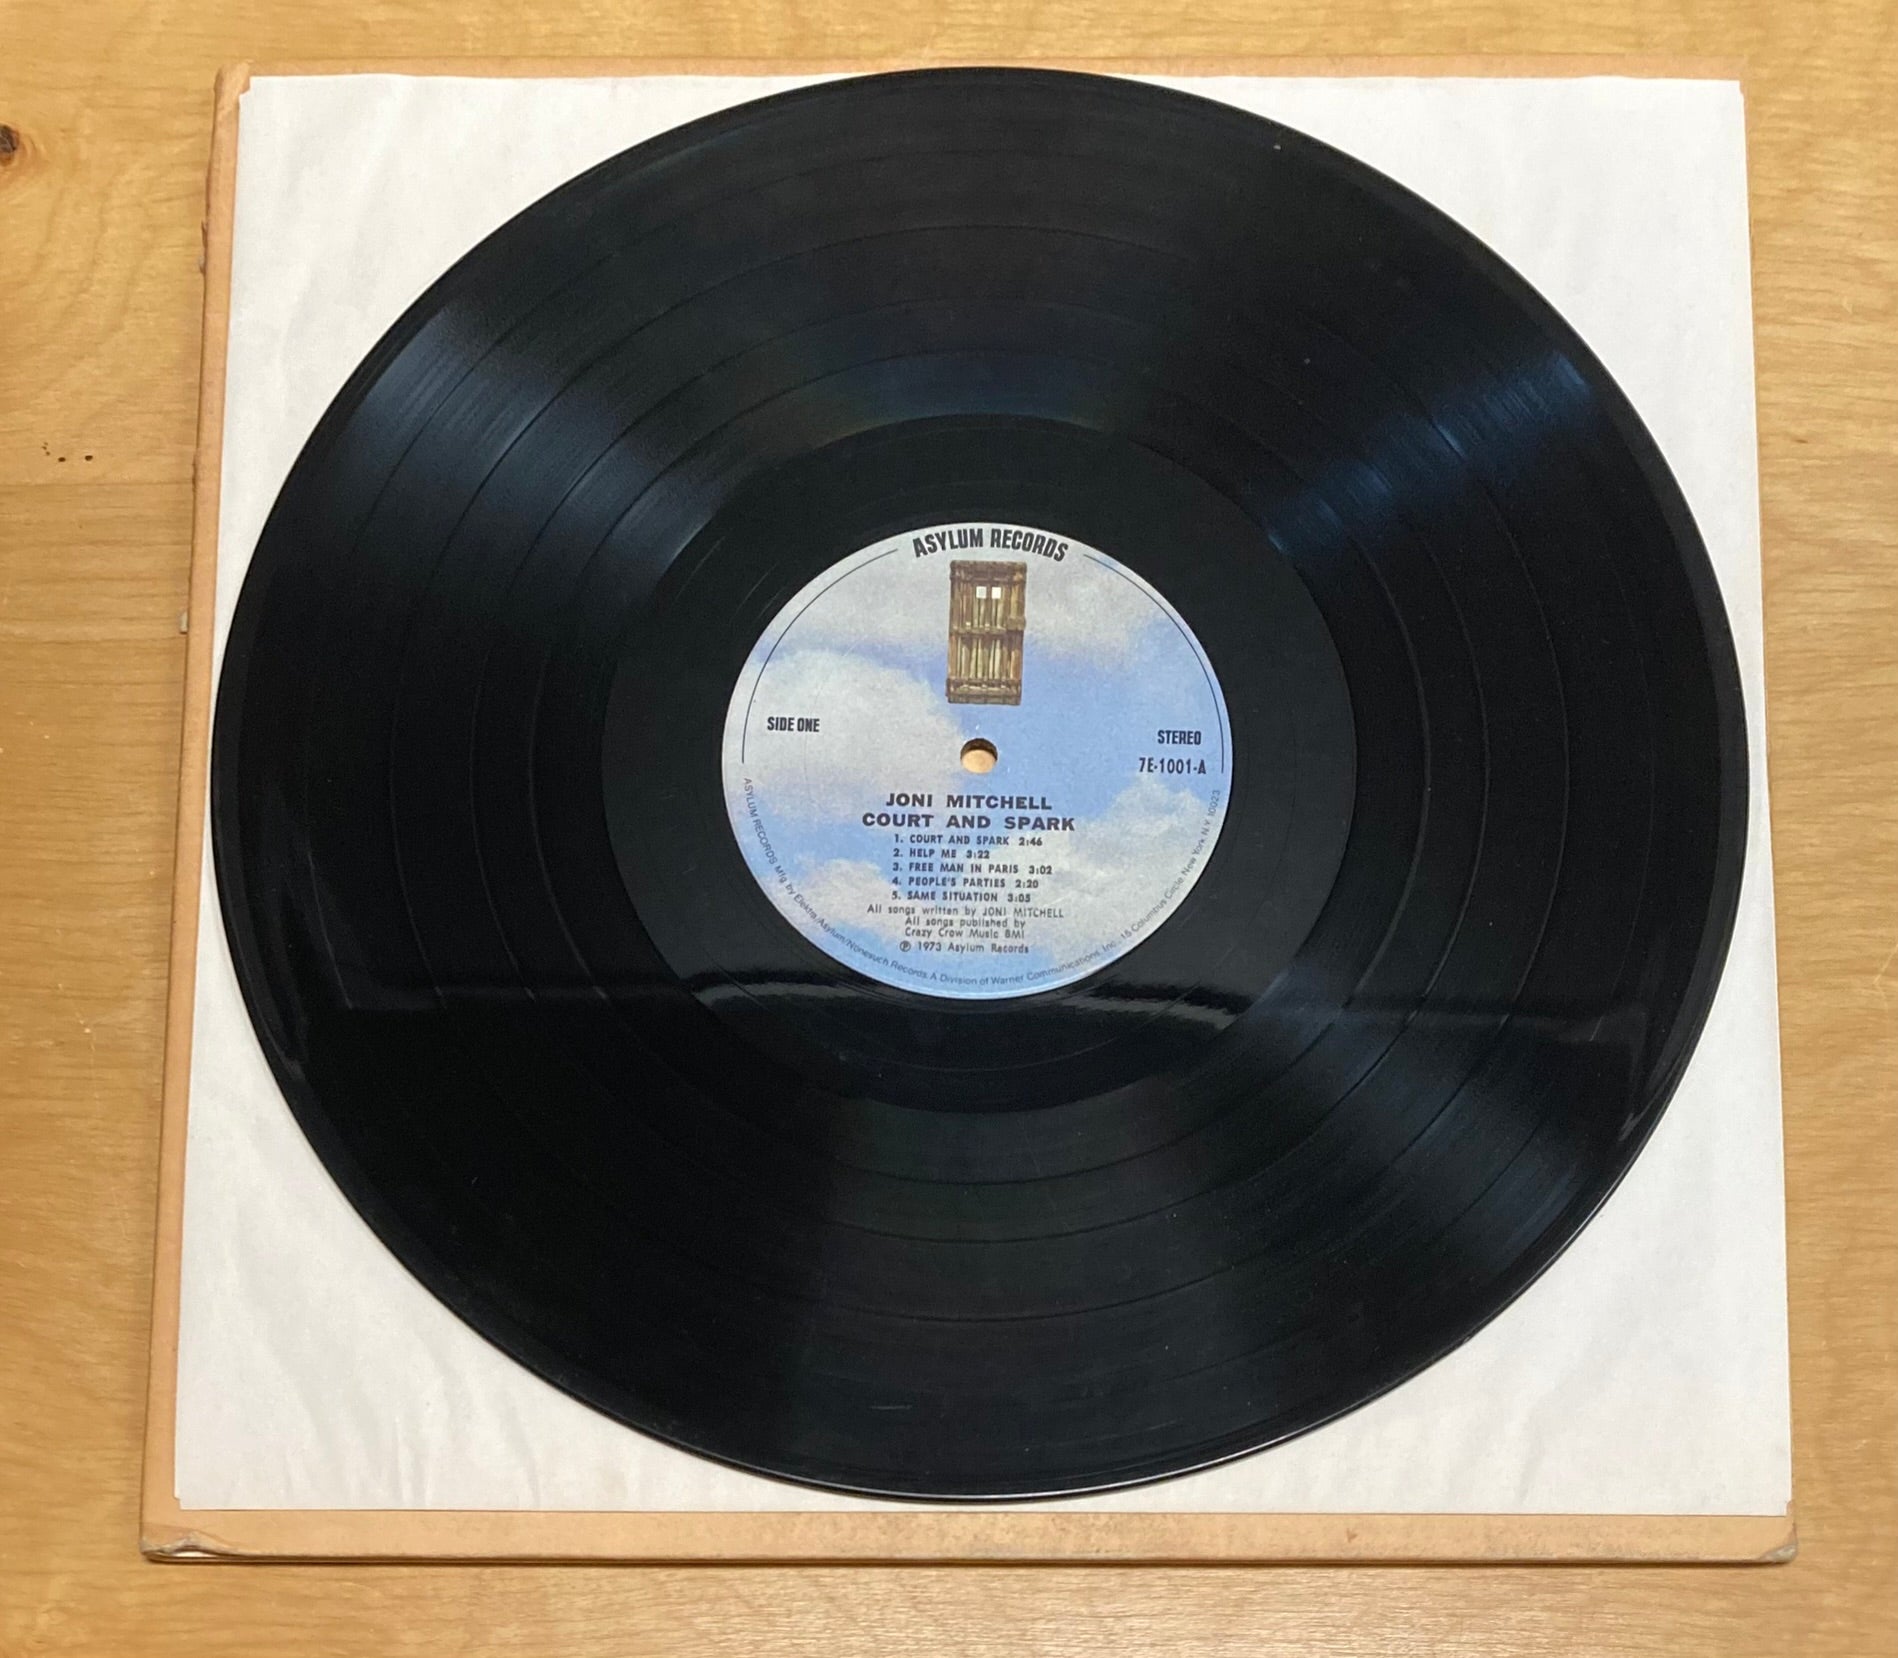 ASYLUM RECORDS
SIDE ONE
STEREO
7E-1001-A
JONI MITCHELL
COURT AND SPARK
1. COURT AND SPARK 2:46
2. HELP ME 3:22
3. FREE MAN IN PARIS 3:02
4. PEOPLE'S PARTIES 2:20
5. SAME SITUATION 3:05
All songs written by JONI MITCHELL
All songs published by
Crazy Crow Music BMI
℗ 1973 Asylum Records
ASYLUM RECORDS Mfg by Elektra/Asylum/Nonesuch Records A Division of Warner Communications Inc · 15 Columbus Circle New York N.Y. 10023